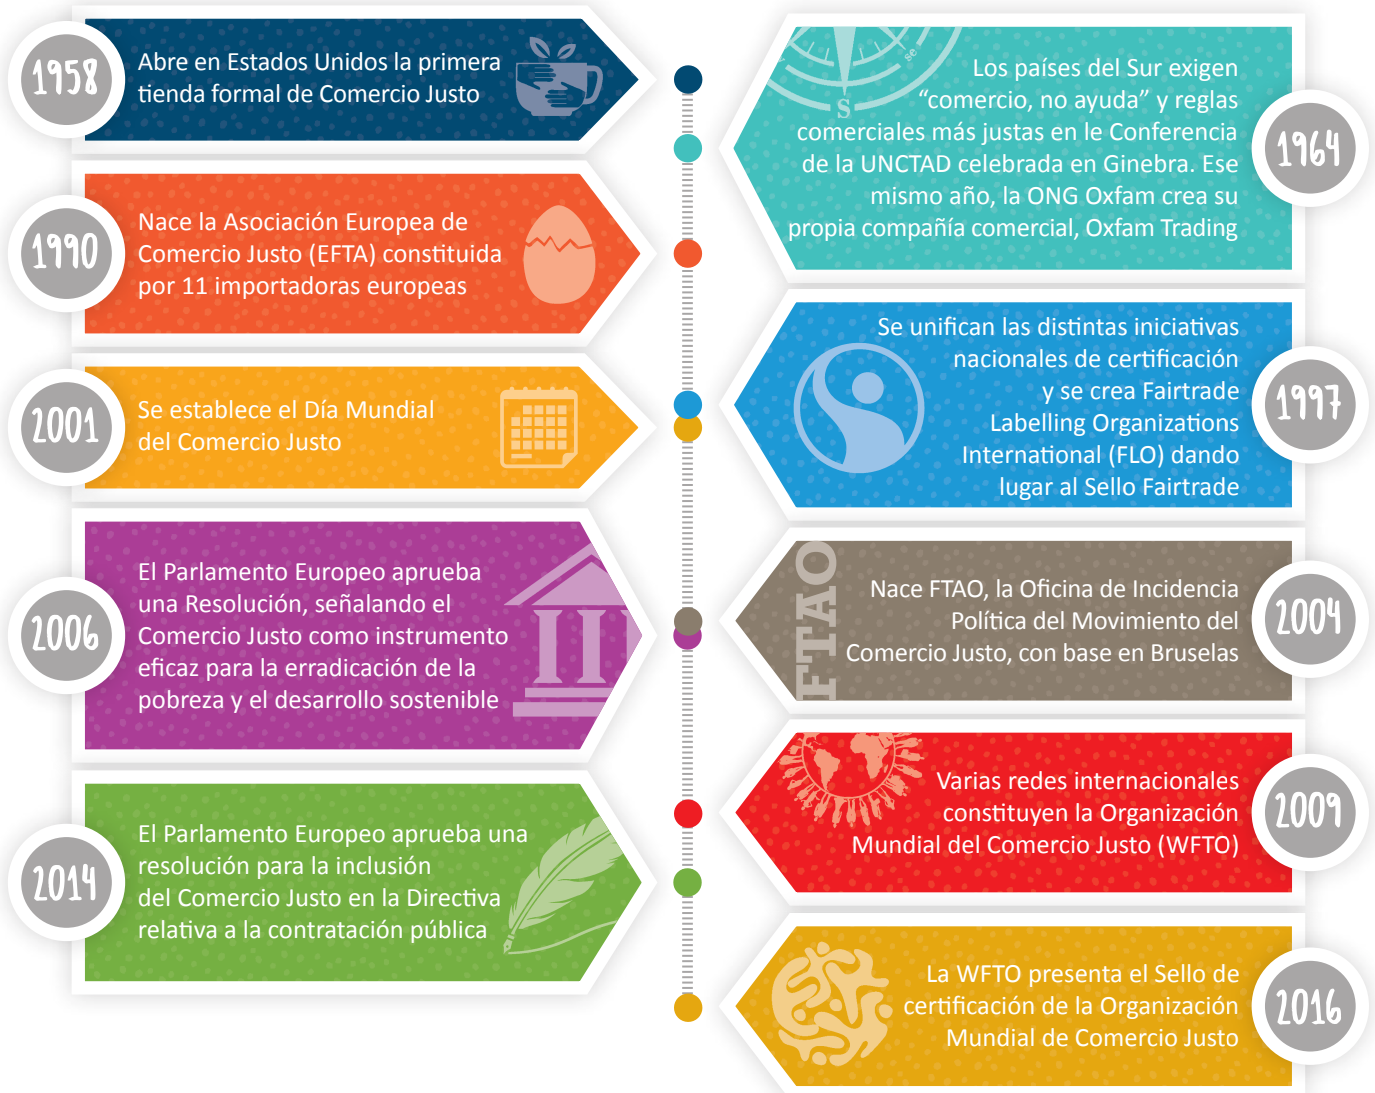 1958
Abre en Estados Unidos la primera
tienda formal de Comercio Justo
se
S
Los países del Sur exigen
“comercio, no ayuda” y reglas
comerciales más justas en le Conferencia
de la UNCTAD celebrada en Ginebra. Ese
mismo año, la ONG Oxfam crea su
propia compañía comercial, Oxfam Trading
1964
1990
Nace la Asociación Europea de
Comercio Justo (EFTA) constituida
por 11 importadoras europeas
Se unifican las distintas iniciativas
nacionales de certificación
y se crea Fairtrade
Labelling Organizations
International (FLO) dando
lugar al Sello Fairtrade
1997
2001
Se establece el Día Mundial
del Comercio Justo
FTAO
Nace FTAO, la Oficina de Incidencia
Política del Movimiento del
Comercio Justo, con base en Bruselas
2004
2006
El Parlamento Europeo aprueba
una Resolución, señalando el
Comercio Justo como instrumento
eficaz para la erradicación de la
pobreza y el desarrollo sostenible
Varias redes internacionales
constituyen la Organización
Mundial del Comercio Justo (WFTO)
2009
2014
El Parlamento Europeo aprueba una
resolución para la inclusión
del Comercio Justo en la Directiva
relativa a la contratación pública
La WFTO presenta el Sello de
certificación de la Organización
Mundial de Comercio Justo
2016